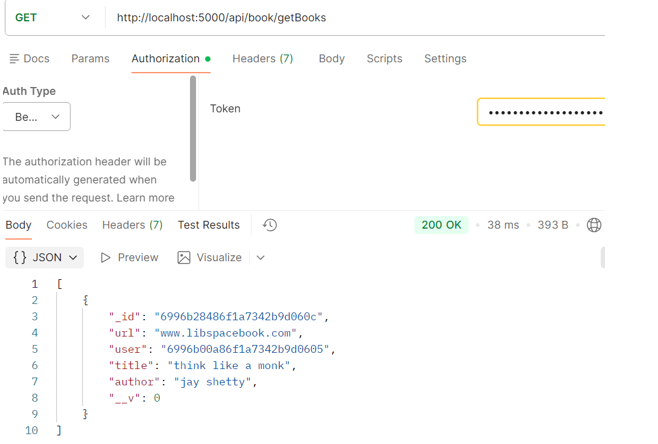 GET http://localhost:5000/api/book/getBooks
Docs Params Authorization Headers (7) Body Scripts Settings
Auth Type
Be...
Token
The authorization header will be
automatically generated when
you send the request. Learn more
Body Cookies Headers (7) Test Results 200 OK 38 ms 393 B
{} JSON Preview Visualize
1 [
2 {
3 "_id": "6996b28486f1a7342b9d060c",
4 "url": "www.libspacebook.com",
5 "user": "6996b00a86f1a7342b9d0605",
6 "title": "think like a monk",
7 "author": "jay shetty",
8 "__v": 0
9 }
10 ]